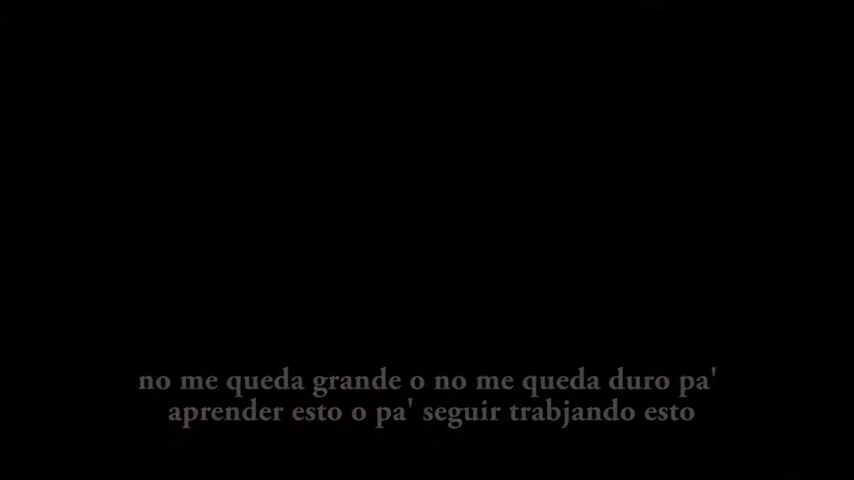 no me queda grande o no me queda duro pa'
aprender esto o pa' seguir trabjando esto